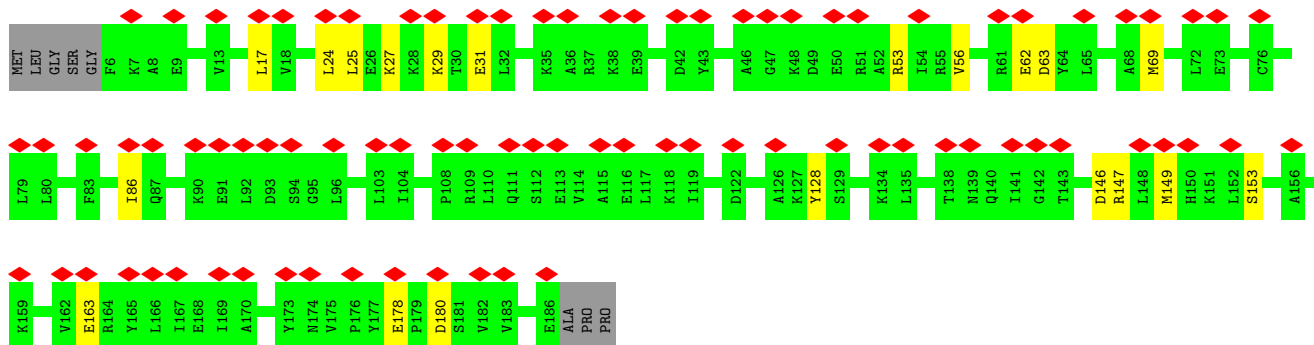 MET LEU GLY SER GLY F6 K7 A8 E9 V13 L17 V18 L24 L25 E26 K27 K28 K29 T30 E31 L32 K35 A36 R37 K38 E39 D42 Y43 A46 G47 K48 D49 E50 R51 A52 R53 I54 R55 V56 R61 E62 D63 Y64 L65 A68 M69 L72 E73 C76
L79 L80 F83 I86 Q87 K90 E91 L92 D93 S94 G95 L96 L103 I104 P108 R109 L110 Q111 S112 E113 V114 A115 E116 L117 K118 I119 D122 A126 K127 Y128 S129 K134 L135 T138 N139 Q140 I141 G142 T143 D146 R147 L148 M149 H150 K151 L152 S153 A156
K159 V162 E163 R164 Y165 L166 I167 E168 I169 A170 Y173 N174 V175 P176 Y177 E178 P179 D180 S181 V182 V183 E186 ALA PRO PRO